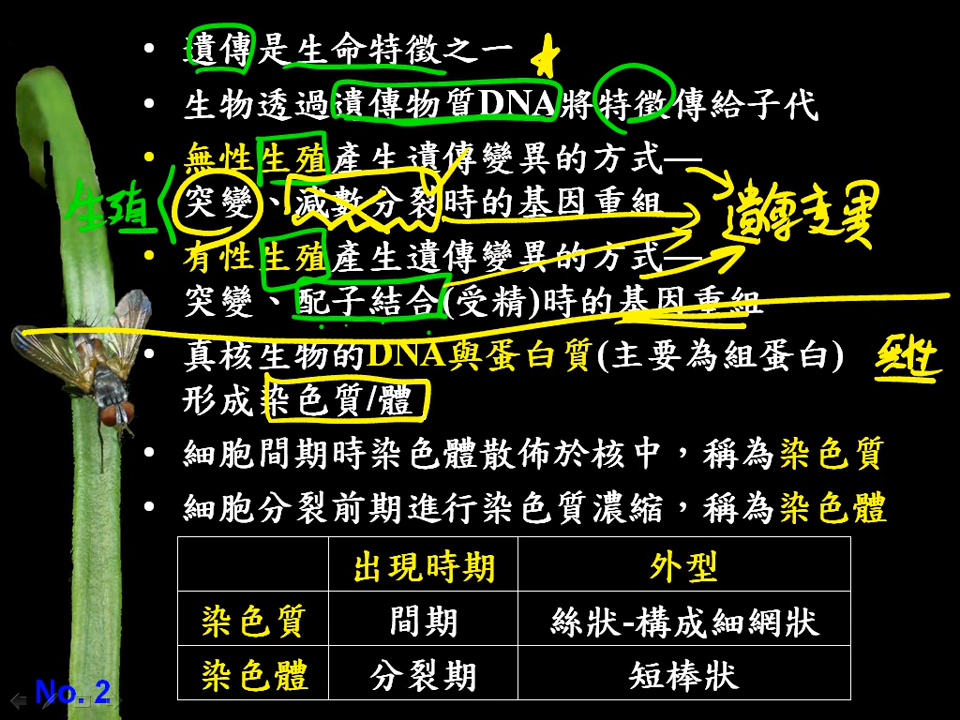 • 遺傳是生命特徵之一
• 生物透過遺傳物質DNA將特徵傳給子代
• 無性生殖產生遺傳變異的方式—
突變、減數分裂時的基因重組
生殖
遺傳變異
• 有性生殖產生遺傳變異的方式—
突變、配子結合(受精)時的基因重組
• 真核生物的DNA與蛋白質(主要為組蛋白)
形成染色質/體
• 細胞間期時染色體散佈於核中，稱為染色質
• 細胞分裂前期進行染色質濃縮，稱為染色體
出現時期 外型
染色質 間期 絲狀-構成細網狀
染色體 分裂期 短棒狀
No. 2